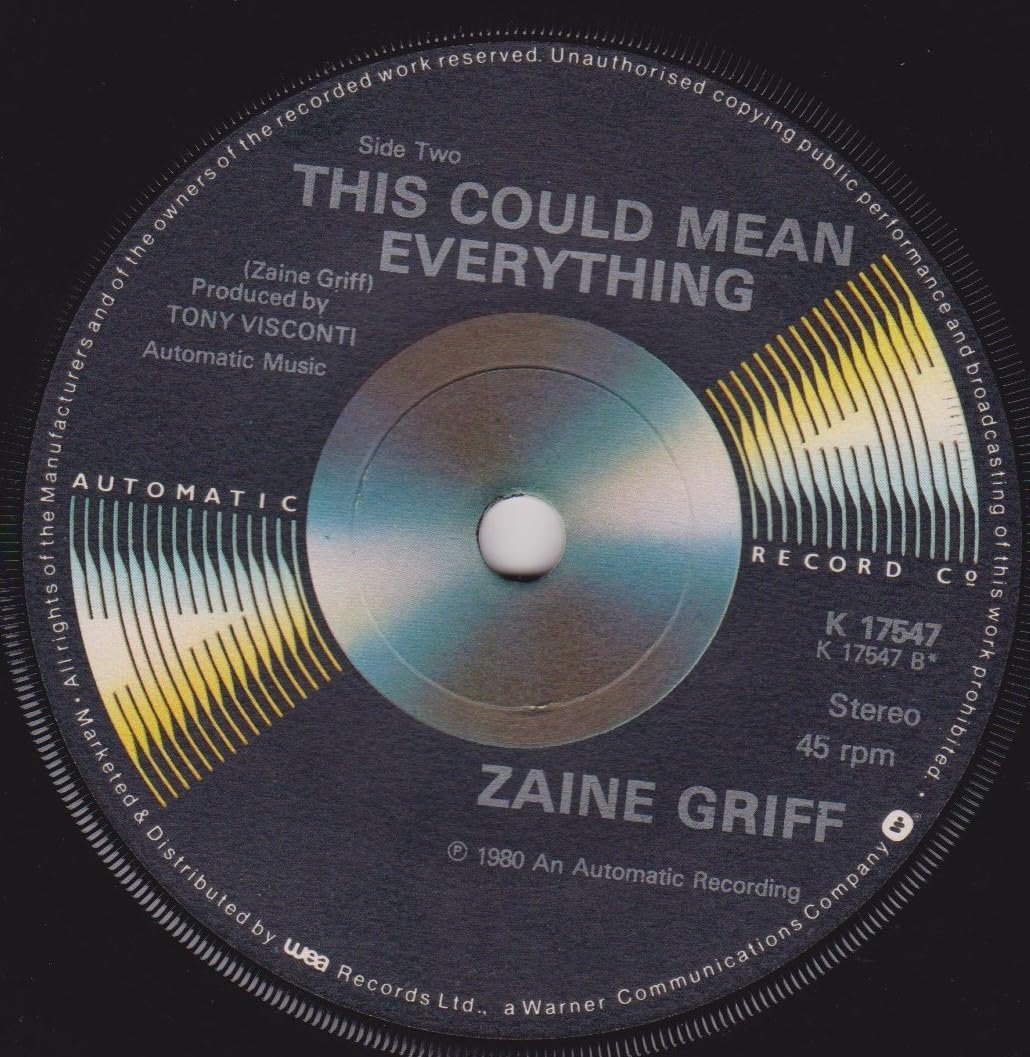 Side Two
THIS COULD MEAN
EVERYTHING
(Zaine Griff)
Produced by
TONY VISCONTI
Automatic Music
AUTOMATIC
RECORD Cº
K 17547
K 17547 B*
Stereo
45 rpm
ZAINE GRIFF
℗ 1980 An Automatic Recording
• All rights of the Manufacturers and of the owners of the recorded work reserved. Unauthorised copying public performance and broadcasting of this work prohibited. •
Marketed & Distributed by wea Records Ltd., a Warner Communications Company